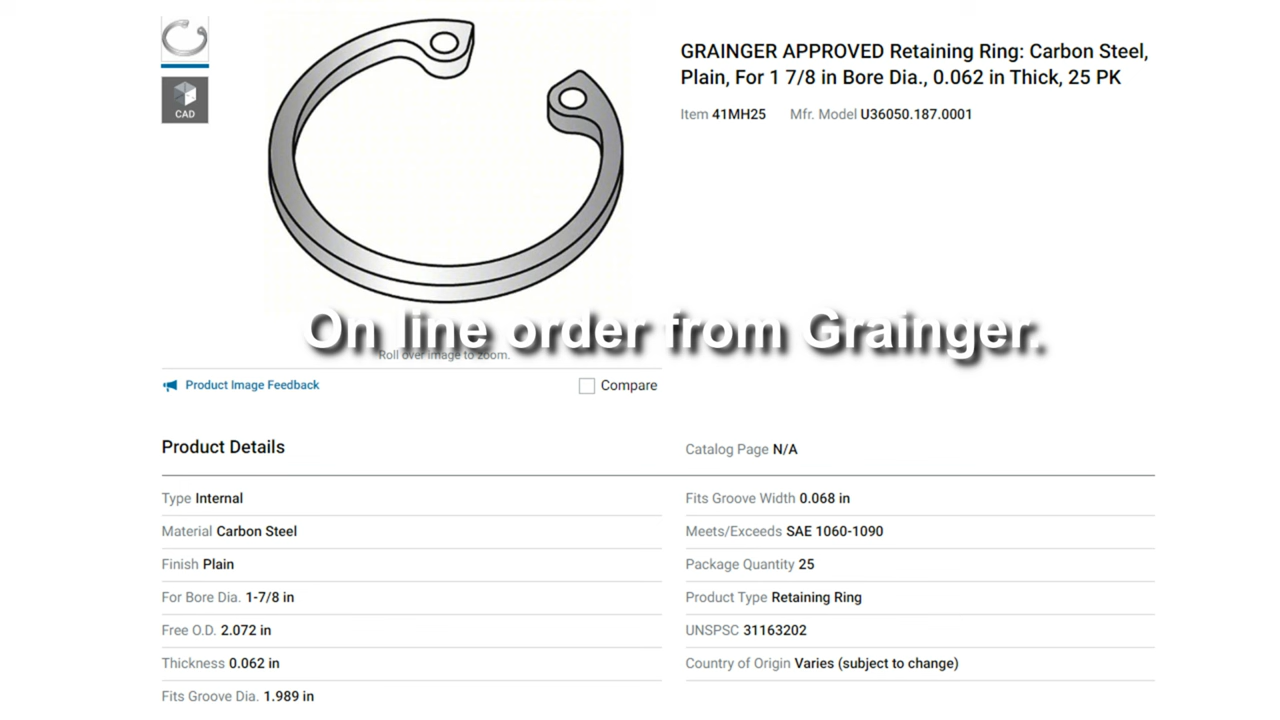 CAD
GRAINGER APPROVED Retaining Ring: Carbon Steel,
Plain, For 1 7/8 in Bore Dia., 0.062 in Thick, 25 PK
Item 41MH25 Mfr. Model U36050.187.0001
On line order from Grainger.
Roll over image to zoom.
Product Image Feedback
Compare
Product Details
Catalog Page N/A
Type Internal
Material Carbon Steel
Finish Plain
For Bore Dia. 1-7/8 in
Free O.D. 2.072 in
Thickness 0.062 in
Fits Groove Dia. 1.989 in
Fits Groove Width 0.068 in
Meets/Exceeds SAE 1060-1090
Package Quantity 25
Product Type Retaining Ring
UNSPSC 31163202
Country of Origin Varies (subject to change)